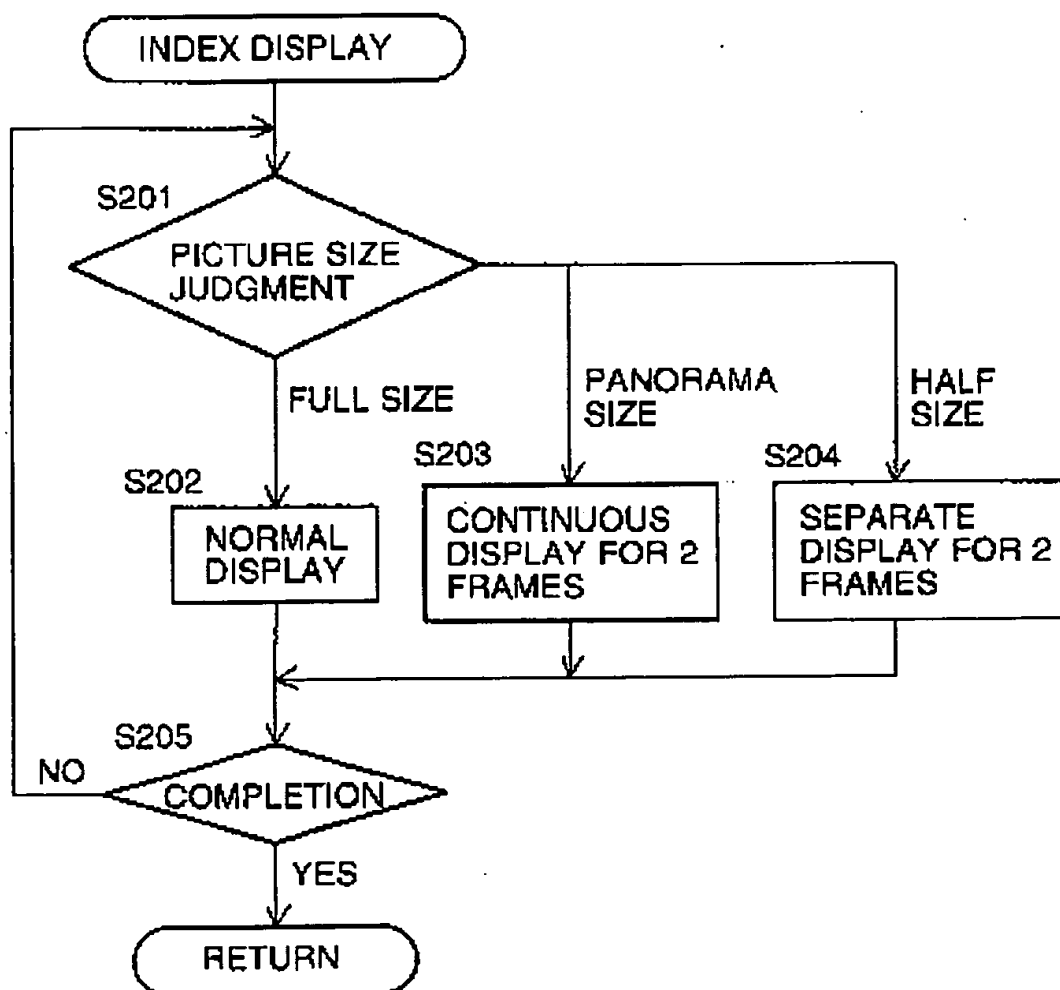 INDEX DISPLAY
S201
PICTURE SIZE
JUDGMENT
FULL SIZE
PANORAMA
SIZE
HALF
SIZE
S202
S203
S204
NORMAL
DISPLAY
CONTINUOUS
DISPLAY FOR 2
FRAMES
SEPARATE
DISPLAY FOR 2
FRAMES
S205
NO
COMPLETION
YES
RETURN